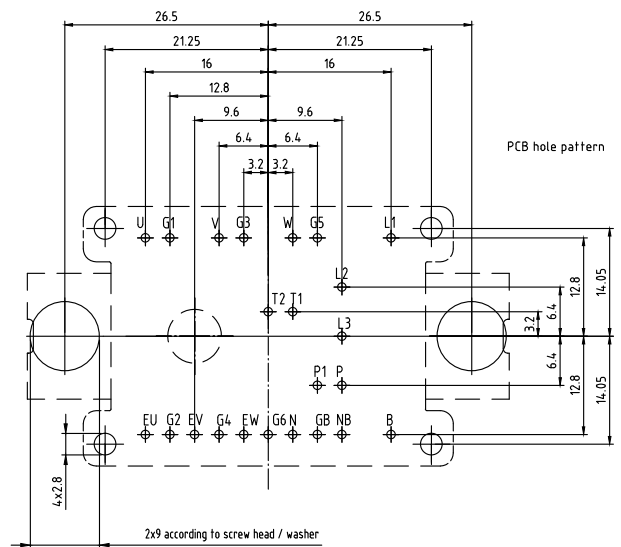 26.5 26.5
21.25 21.25
16 16
12.8
9.6 9.6
6.4 6.4
3.2 3.2
PCB hole pattern
U G1 V G3 W G5 L1
L2
T2 T1
L3
P1 P
EU G2 EV G4 EW G6 N GB NB B
3.2
6.4
12.8
14.05
6.4
12.8
14.05
4x2.8
2x9 according to screw head / washer